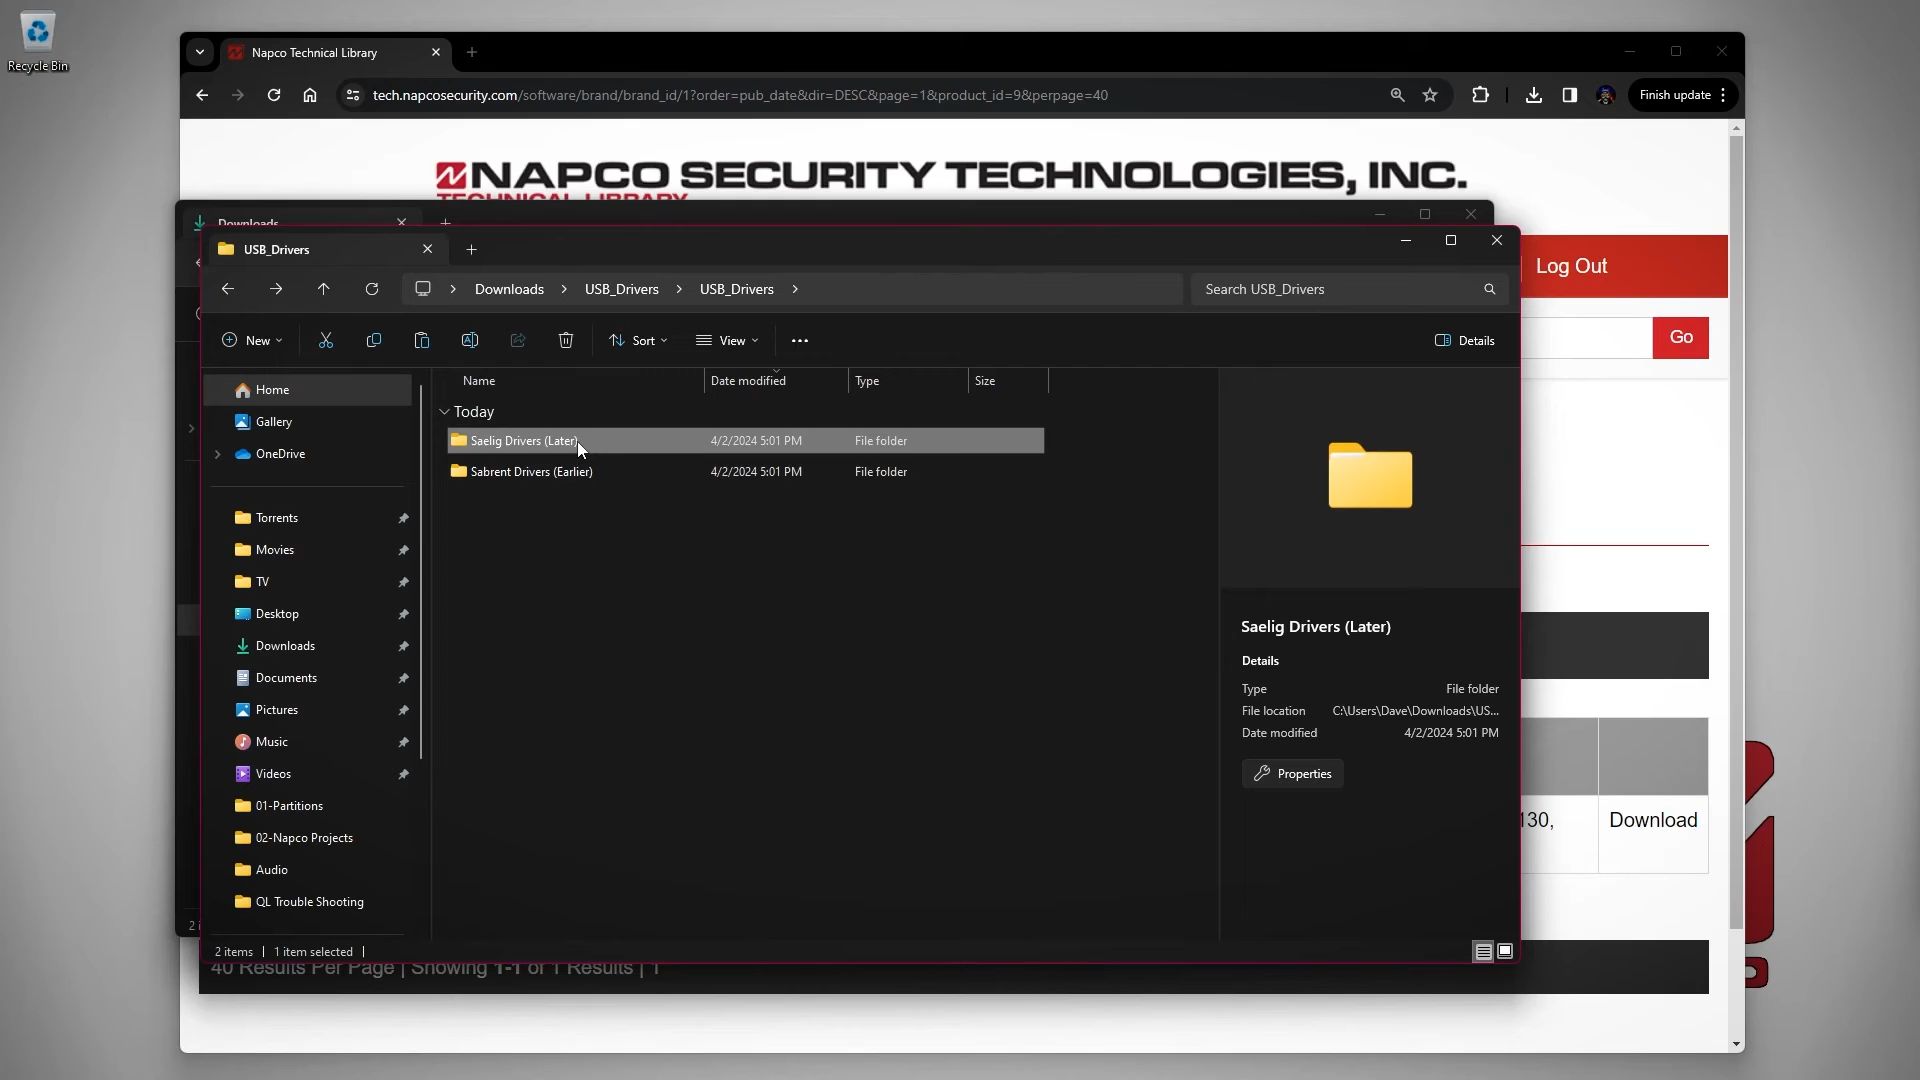 Recycle Bin
Napco Technical Library
tech.napcosecurity.com/software/brand/brand_id/1?order=pub_date&dir=DESC&page=1&product_id=9&perpage=40
Finish update
NAPCO SECURITY TECHNOLOGIES, INC.
TECHNICAL LIBRARY
Downloads
USB_Drivers
Log Out
Downloads > USB_Drivers > USB_Drivers >
Search USB_Drivers
Go
New
Sort
View
Details
Name
Date modified
Type
Size
Home
Gallery
OneDrive
Torrents
Movies
TV
Desktop
Downloads
Documents
Pictures
Music
Videos
01-Partitions
02-Napco Projects
Audio
QL Trouble Shooting
Today
Saelig Drivers (Later) 4/2/2024 5:01 PM File folder
Sabrent Drivers (Earlier) 4/2/2024 5:01 PM File folder
Saelig Drivers (Later)
Details
Type File folder
File location C:\Users\Dave\Downloads\US...
Date modified 4/2/2024 5:01 PM
Properties
130,
Download
2 i
2 items | 1 item selected |
40 Results Per Page | Showing 1-1 of 1 Results | 1